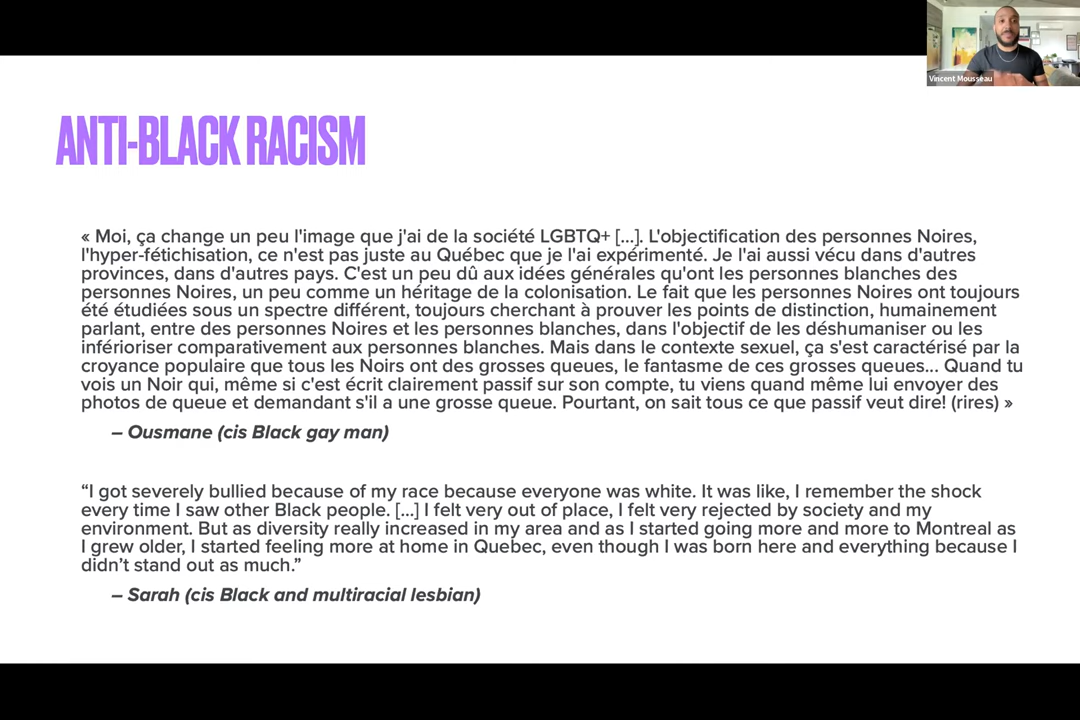 Vincent Mousseau
ANTI-BLACK RACISM
« Moi, ça change un peu l'image que j'ai de la société LGBTQ+ [...]. L'objectification des personnes Noires,
l'hyper-fétichisation, ce n'est pas juste au Québec que je l'ai expérimenté. Je l'ai aussi vécu dans d'autres
provinces, dans d'autres pays. C'est un peu dû aux idées générales qu'ont les personnes blanches des
personnes Noires, un peu comme un héritage de la colonisation. Le fait que les personnes Noires ont toujours
été étudiées sous un spectre différent, toujours cherchant à prouver les points de distinction, humainement
parlant, entre des personnes Noires et les personnes blanches, dans l'objectif de les déshumaniser ou les
inférioriser comparativement aux personnes blanches. Mais dans le contexte sexuel, ça s'est caractérisé par la
croyance populaire que tous les Noirs ont des grosses queues, le fantasme de ces grosses queues... Quand tu
vois un Noir qui, même si c'est écrit clairement passif sur son compte, tu viens quand même lui envoyer des
photos de queue et demandant s'il a une grosse queue. Pourtant, on sait tous ce que passif veut dire! (rires) »
– Ousmane (cis Black gay man)
“I got severely bullied because of my race because everyone was white. It was like, I remember the shock
every time I saw other Black people. [...] I felt very out of place, I felt very rejected by society and my
environment. But as diversity really increased in my area and as I started going more and more to Montreal as
I grew older, I started feeling more at home in Quebec, even though I was born here and everything because I
didn’t stand out as much.”
– Sarah (cis Black and multiracial lesbian)